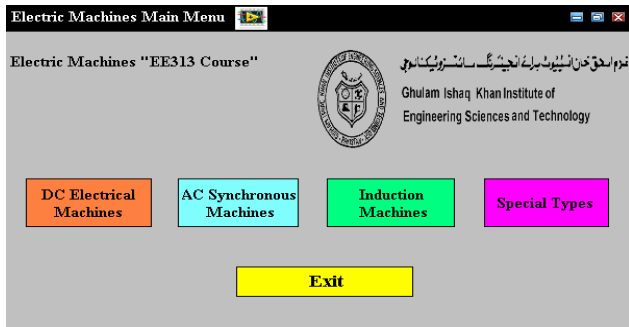 Electric Machines Main Menu
Electric Machines "EE313 Course"
Ghulam Ishaq Khan Institute of
Engineering Sciences and Technology
DC Electrical
Machines
AC Synchronous
Machines
Induction
Machines
Special Types
Exit